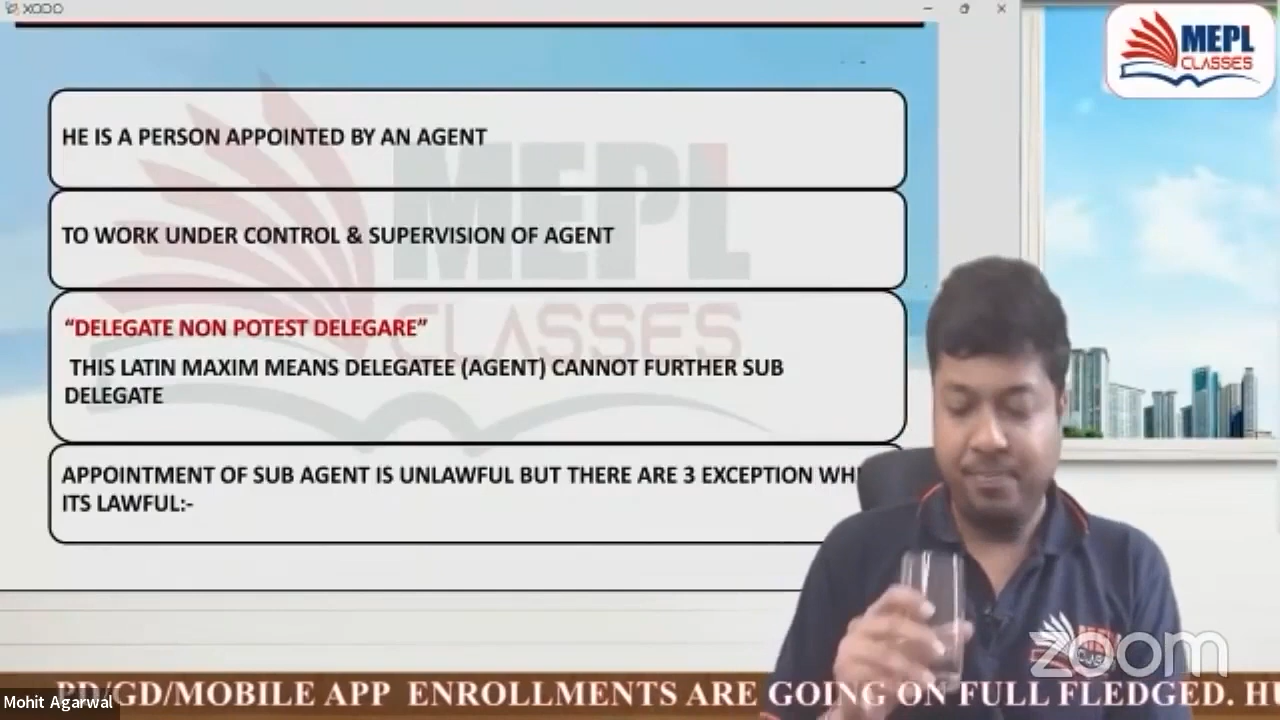 XODO
MEPL
CLASSES
HE IS A PERSON APPOINTED BY AN AGENT
TO WORK UNDER CONTROL & SUPERVISION OF AGENT
MEPL
CLASSES
“DELEGATE NON POTEST DELEGARE”
THIS LATIN MAXIM MEANS DELEGATEE (AGENT) CANNOT FURTHER SUB
DELEGATE
APPOINTMENT OF SUB AGENT IS UNLAWFUL BUT THERE ARE 3 EXCEPTION
ITS LAWFUL:-
zoom
GD/MOBILE APP ENROLLMENTS ARE GOING ON FULL FLEDGED.
Mohit Agarwal